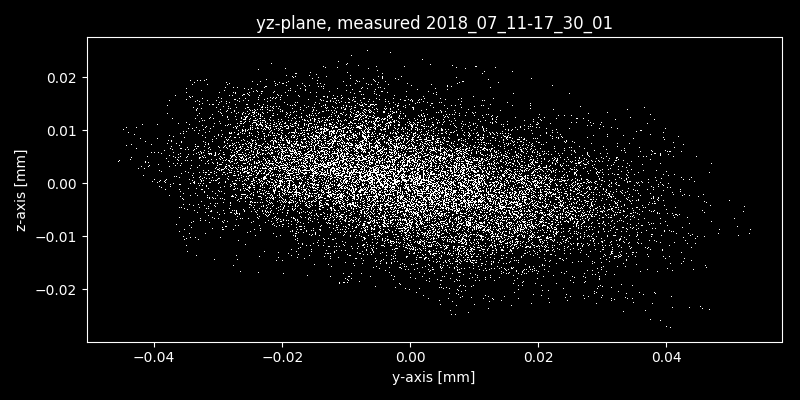 yz-plane, measured 2018_07_11-17_30_01
0.02
0.01
0.00
−0.01
−0.02
z-axis [mm]
−0.04 −0.02 0.00 0.02 0.04
y-axis [mm]